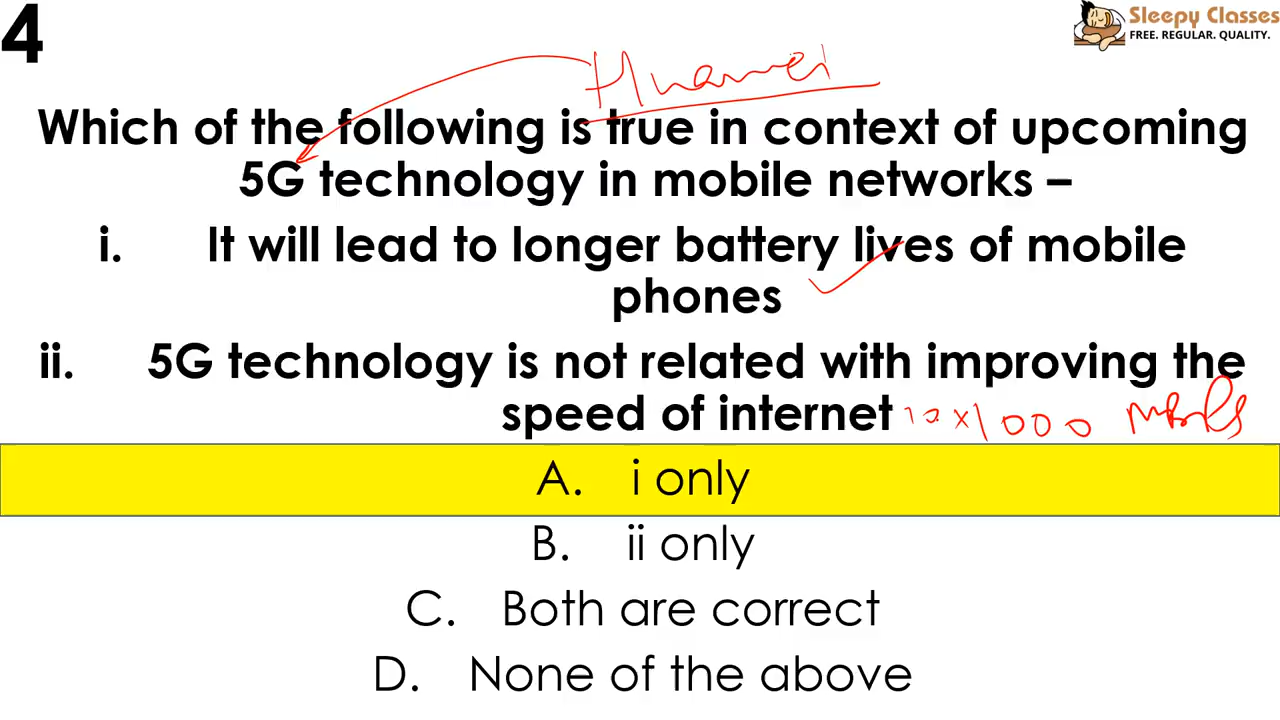 4
Sleepy Classes
FREE. REGULAR. QUALITY.
Huawei
Which of the following is true in context of upcoming
5G technology in mobile networks –
i. It will lead to longer battery lives of mobile
phones
ii. 5G technology is not related with improving the
speed of internet
1000
A. i only
B. ii only
C. Both are correct
D. None of the above